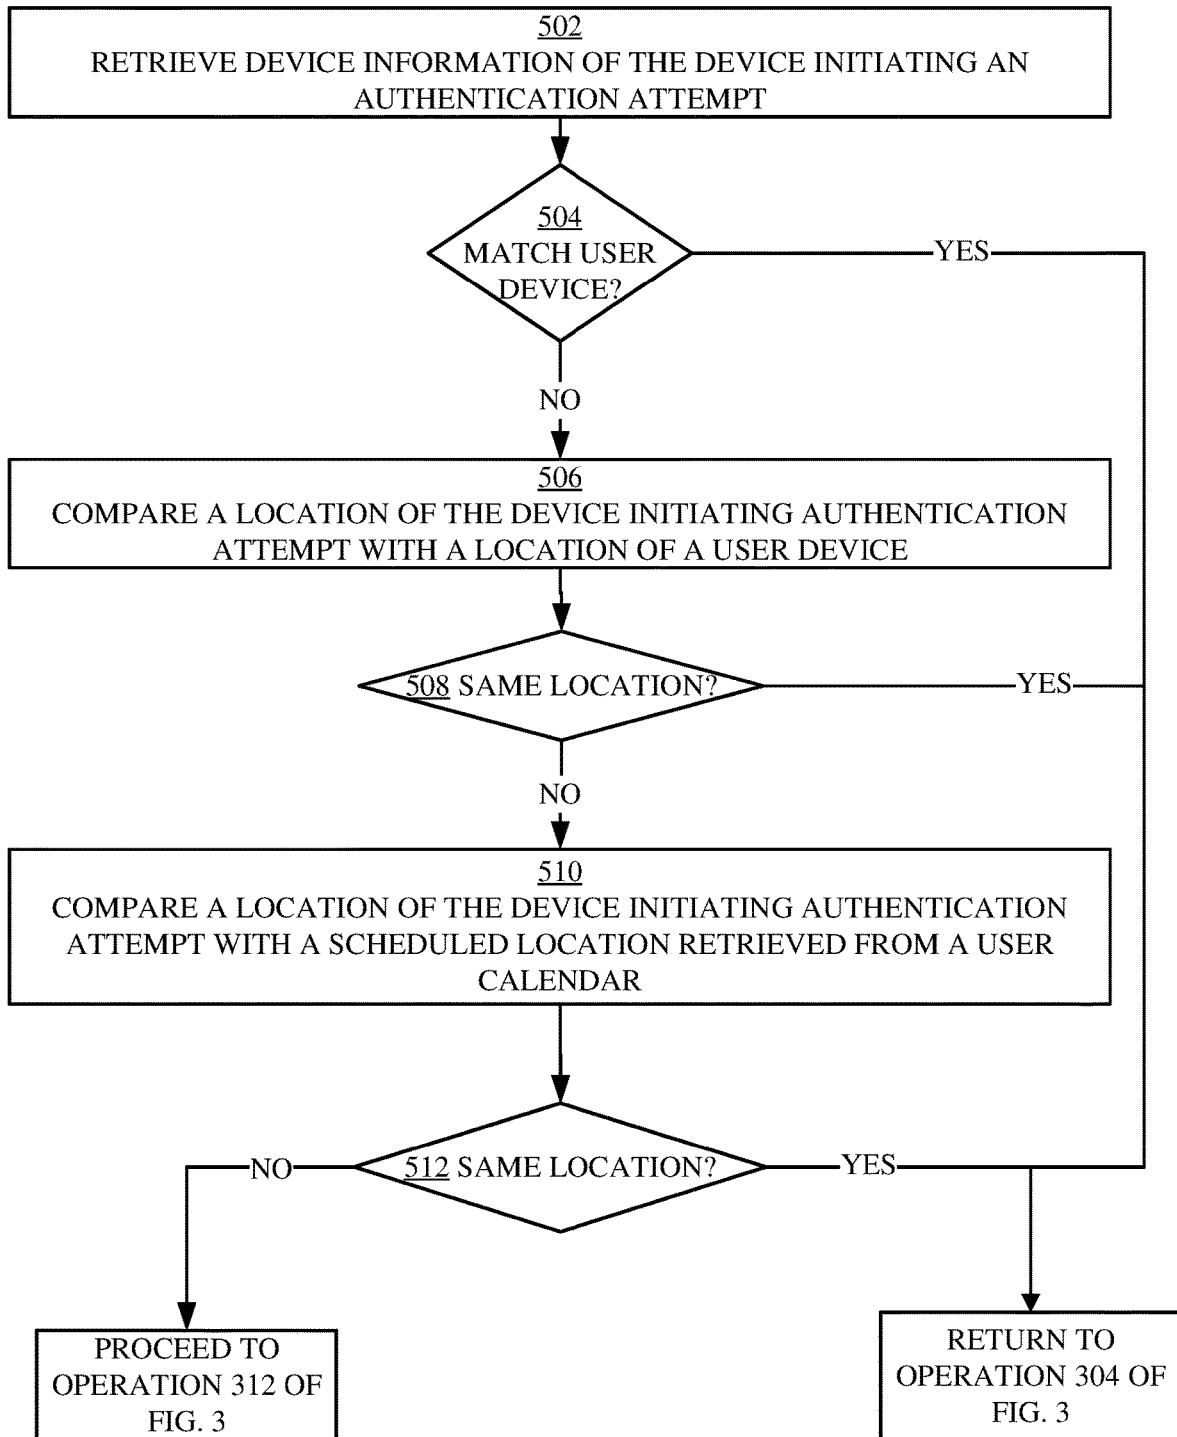 502
RETRIEVE DEVICE INFORMATION OF THE DEVICE INITIATING AN
AUTHENTICATION ATTEMPT
504
MATCH USER
DEVICE?
YES
NO
506
COMPARE A LOCATION OF THE DEVICE INITIATING AUTHENTICATION
ATTEMPT WITH A LOCATION OF A USER DEVICE
508 SAME LOCATION?
YES
NO
510
COMPARE A LOCATION OF THE DEVICE INITIATING AUTHENTICATION
ATTEMPT WITH A SCHEDULED LOCATION RETRIEVED FROM A USER
CALENDAR
NO
512 SAME LOCATION?
YES
PROCEED TO
OPERATION 312 OF
FIG. 3
RETURN TO
OPERATION 304 OF
FIG. 3